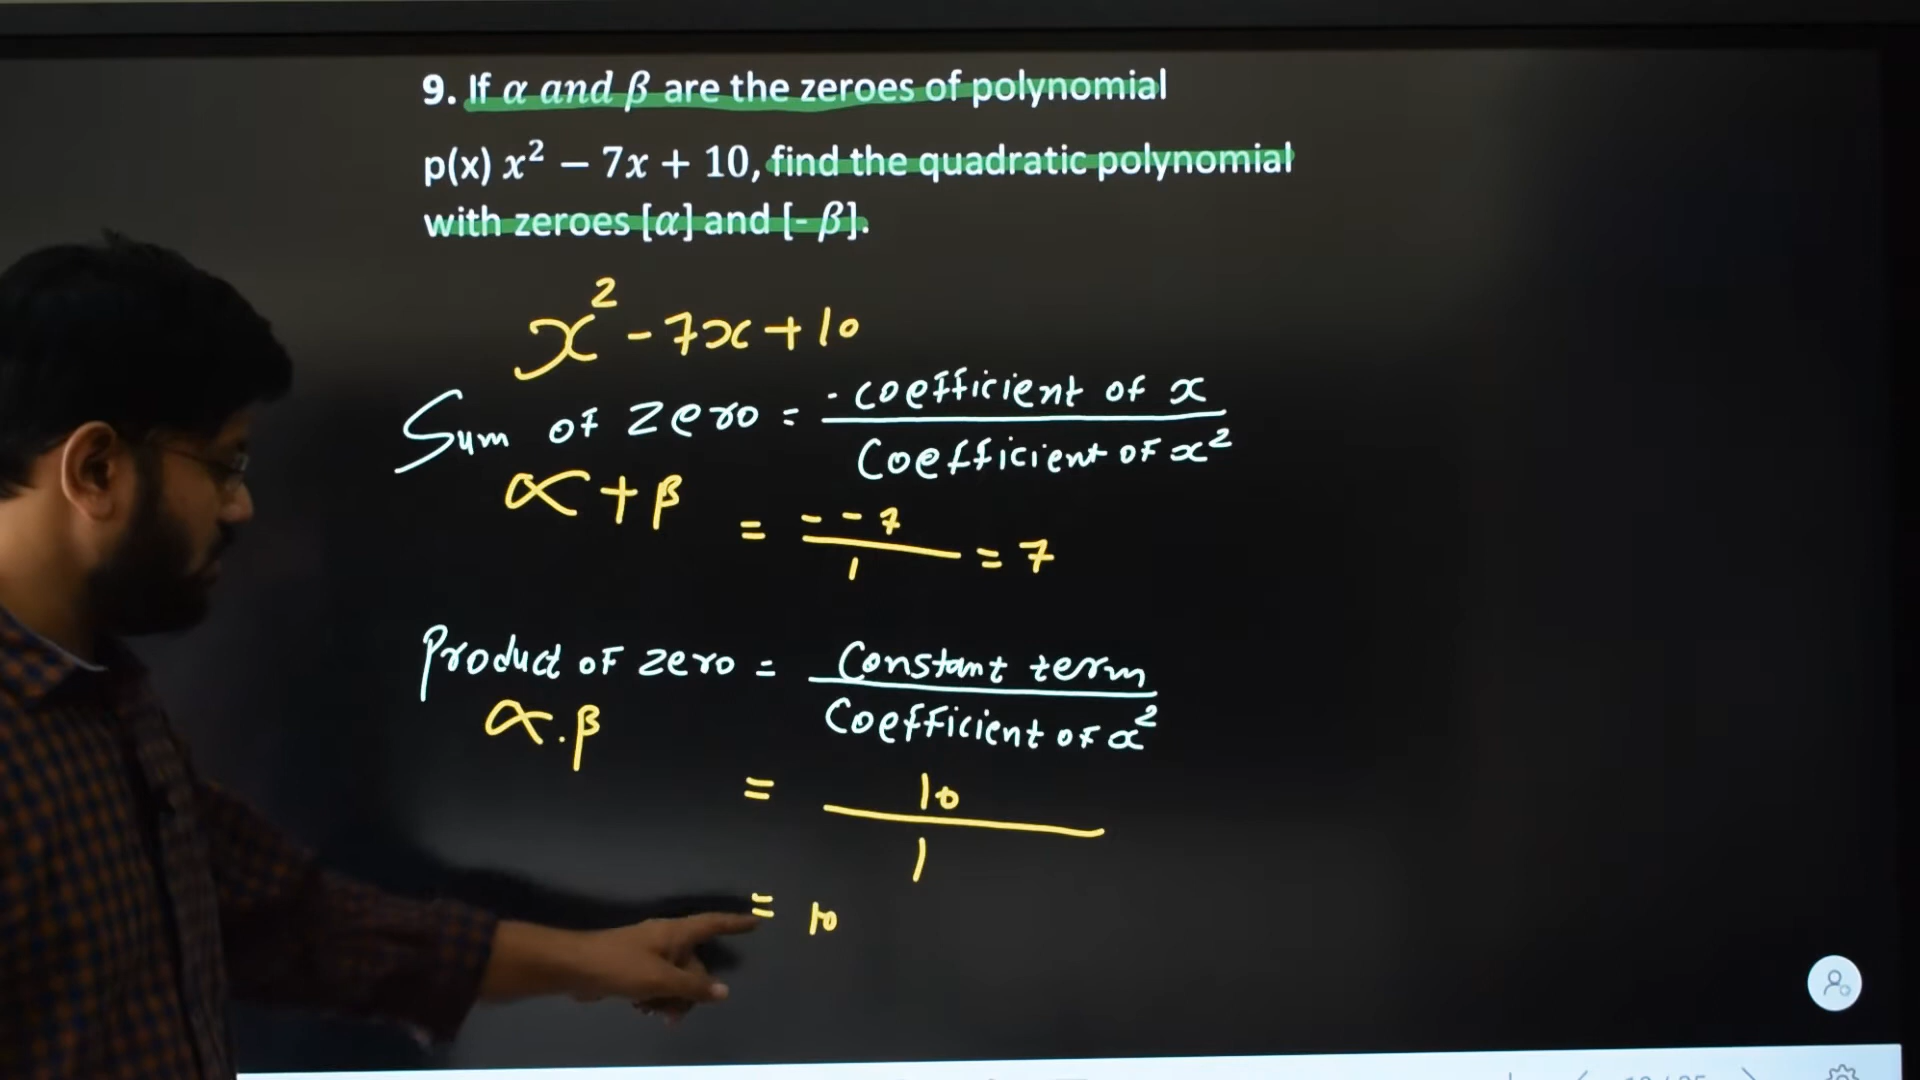 9. If α and β are the zeroes of polynomial
p(x) x² − 7x + 10, find the quadratic polynomial
with zeroes [α] and [- β].
x² - 7x + 10
Sum of zero = - coefficient of x / Coefficient of x²
α + β = - - 7 / 1 = 7
Product of zero = Constant term / Coefficient of x²
α . β
= 10 / 1
= 10